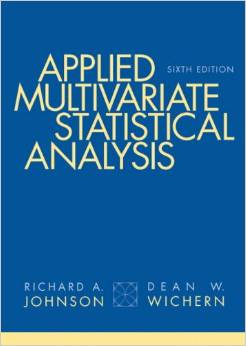 APPLIED SIXTH EDITION
MULTIVARIATE
STATISTICAL
ANALYSIS
RICHARD A. DEAN W.
JOHNSON WICHERN